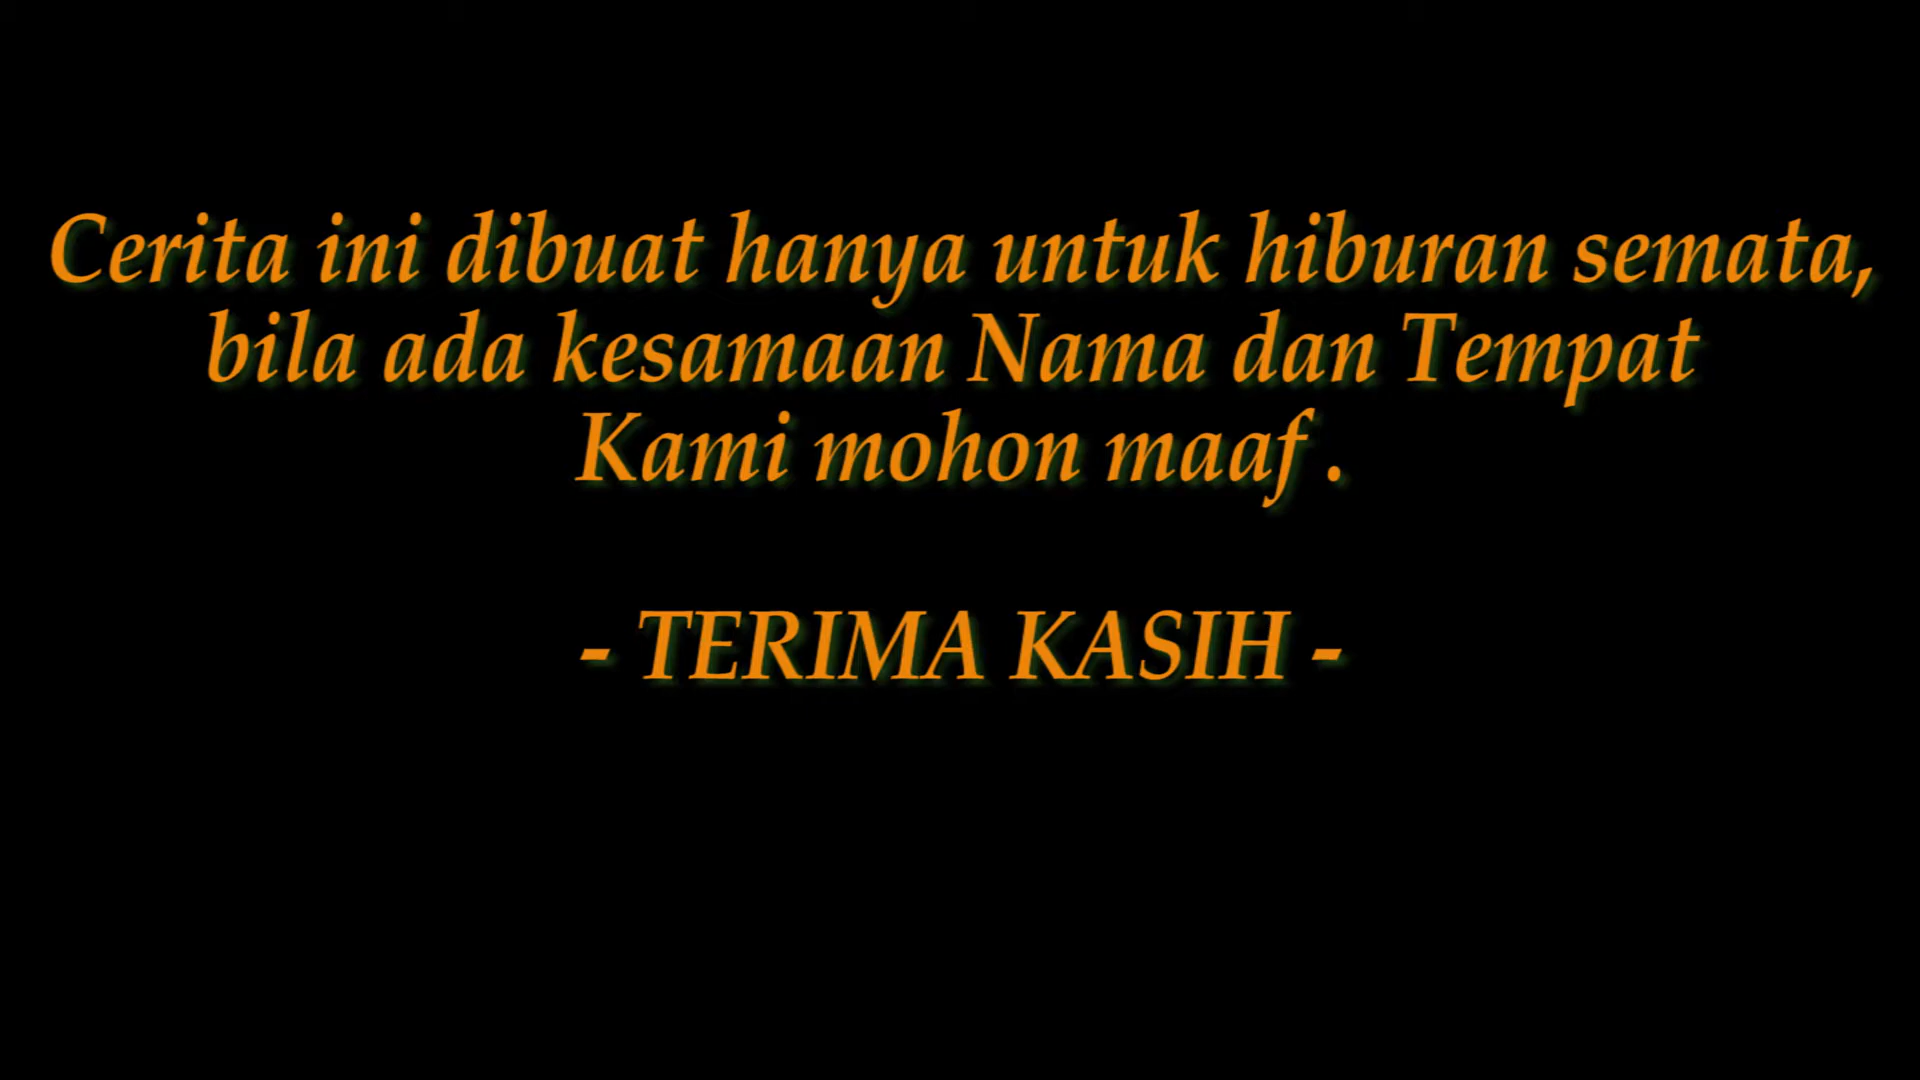 Cerita ini dibuat hanya untuk hiburan semata,
bila ada kesamaan Nama dan Tempat
Kami mohon maaf .
- TERIMA KASIH -